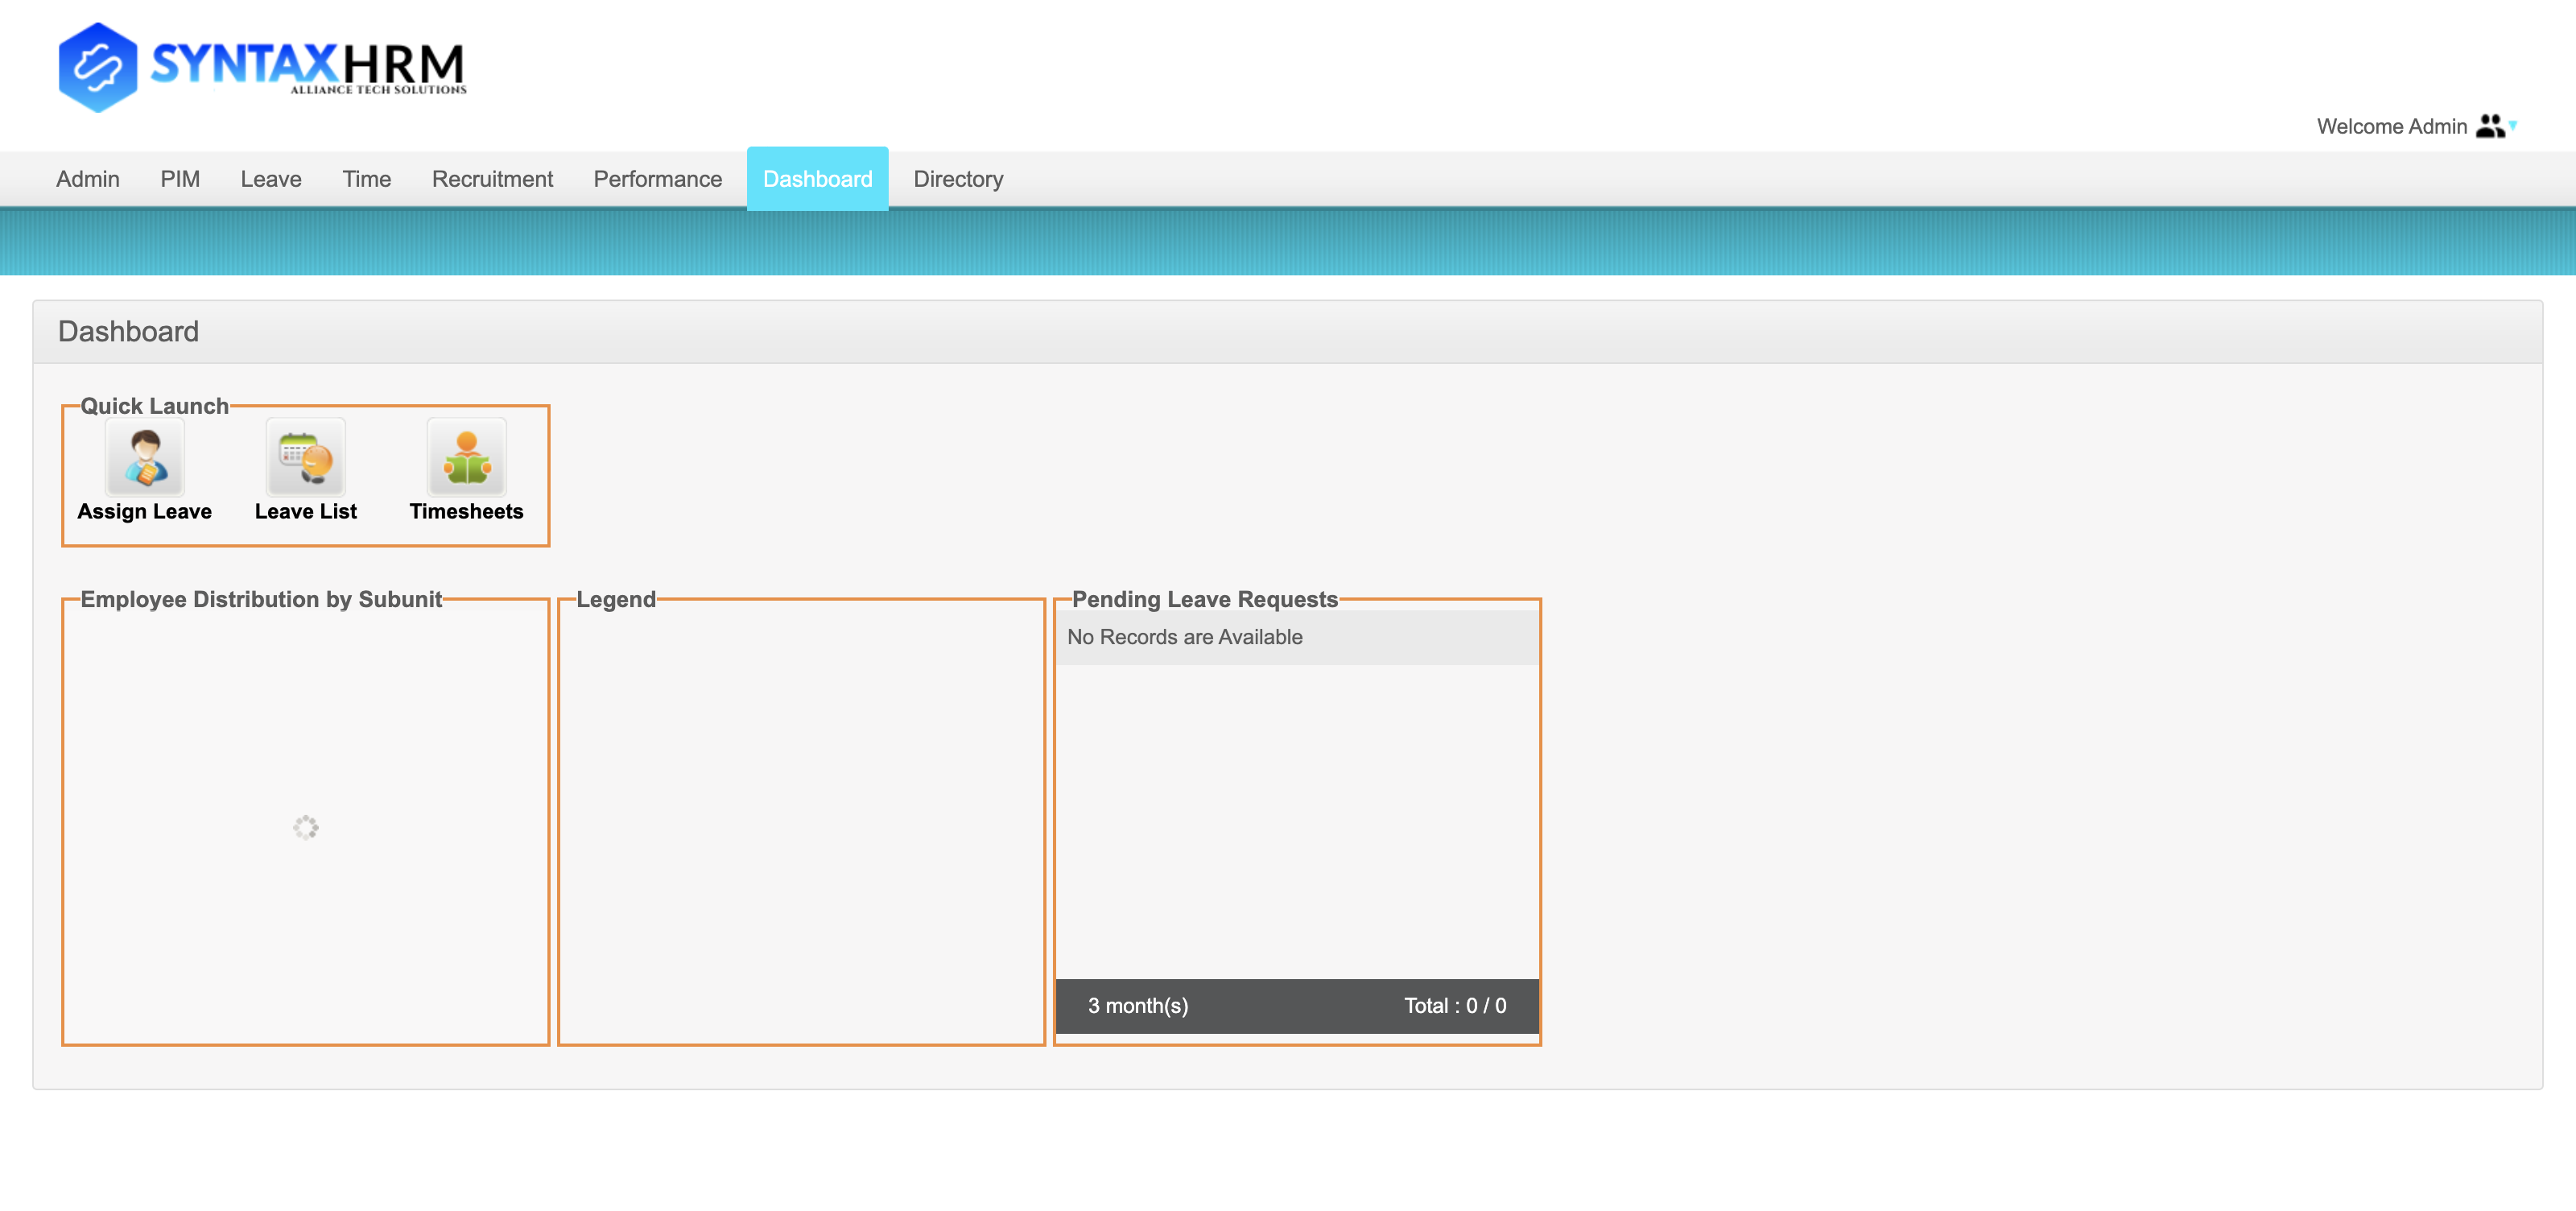 SYNTAXHRM
ALLIANCE TECH SOLUTIONS
Welcome Admin
Admin PIM Leave Time Recruitment Performance Dashboard Directory
Dashboard
Quick Launch
Assign Leave Leave List Timesheets
Employee Distribution by Subunit
Legend
Pending Leave Requests
No Records are Available
3 month(s) Total : 0 / 0